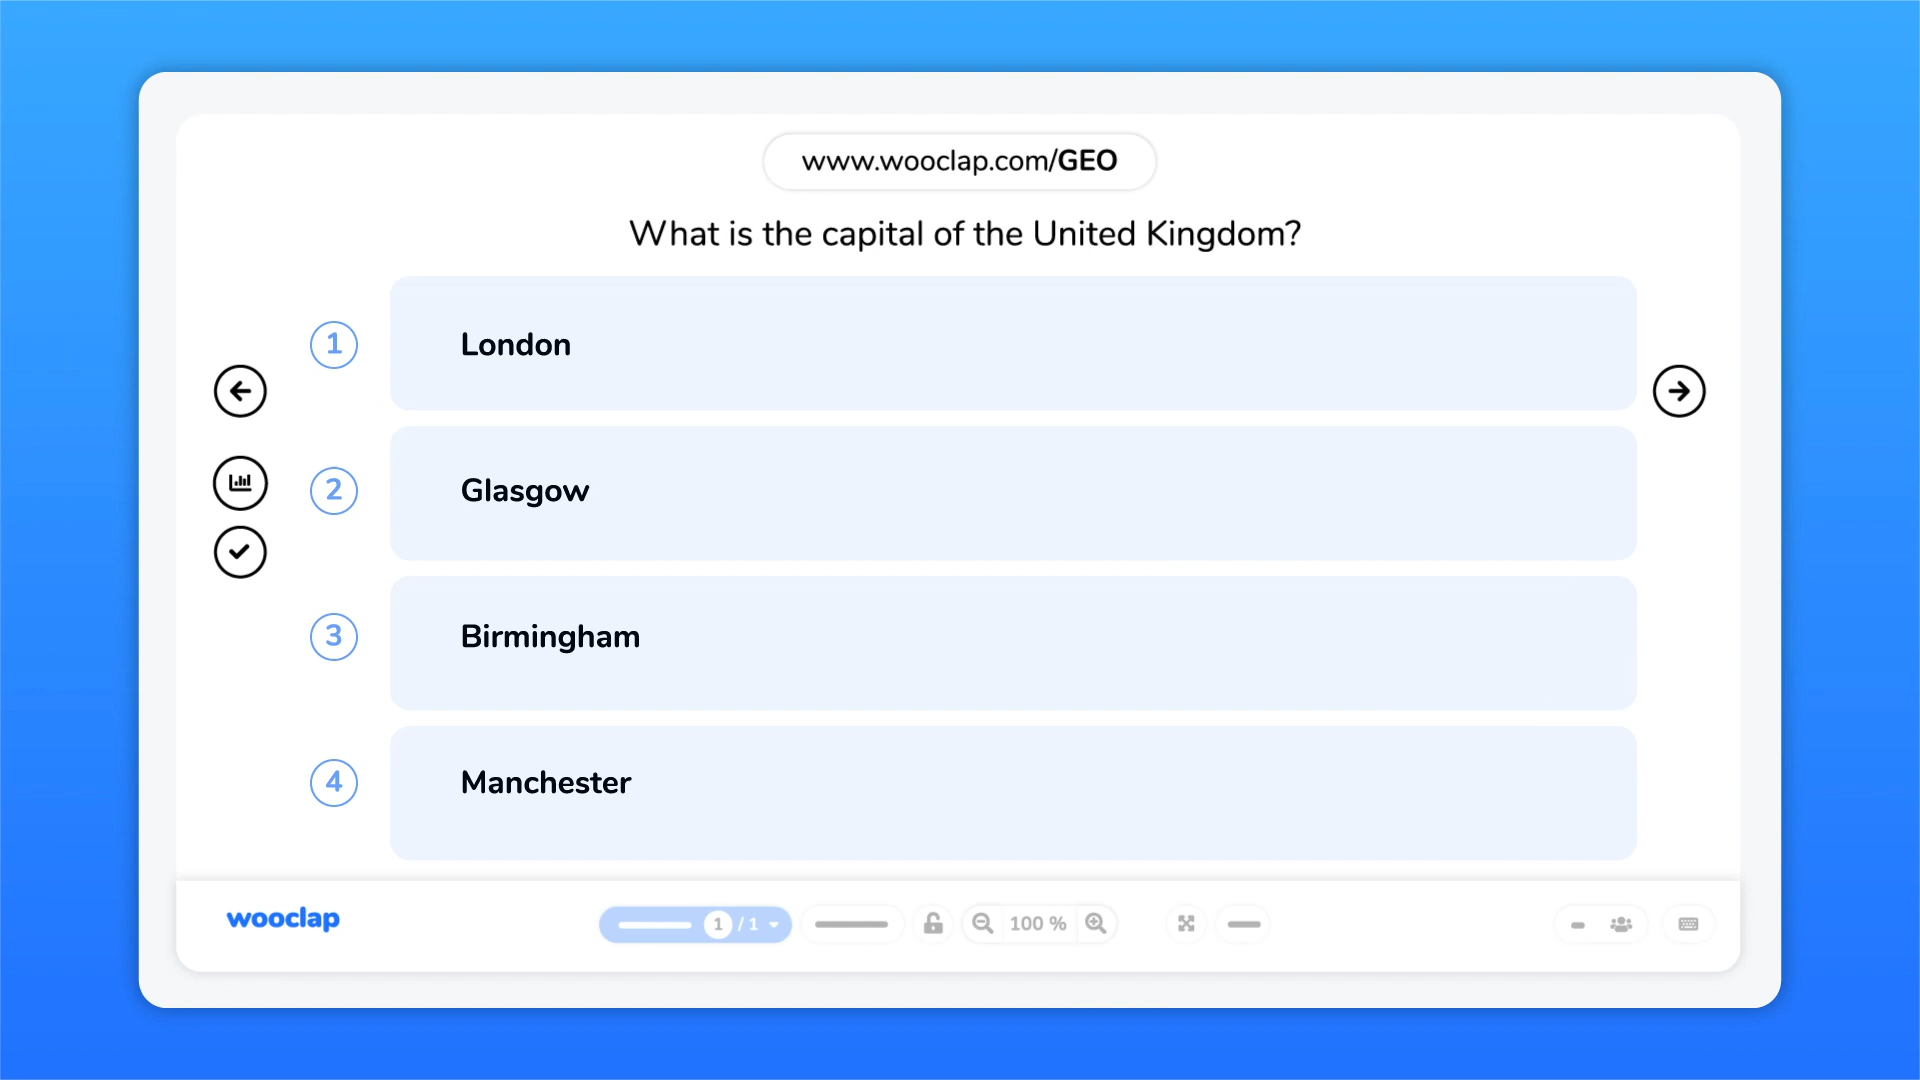 www.wooclap.com/GEO
What is the capital of the United Kingdom?
1 London
2 Glasgow
3 Birmingham
4 Manchester
wooclap 1 / 1 100 %